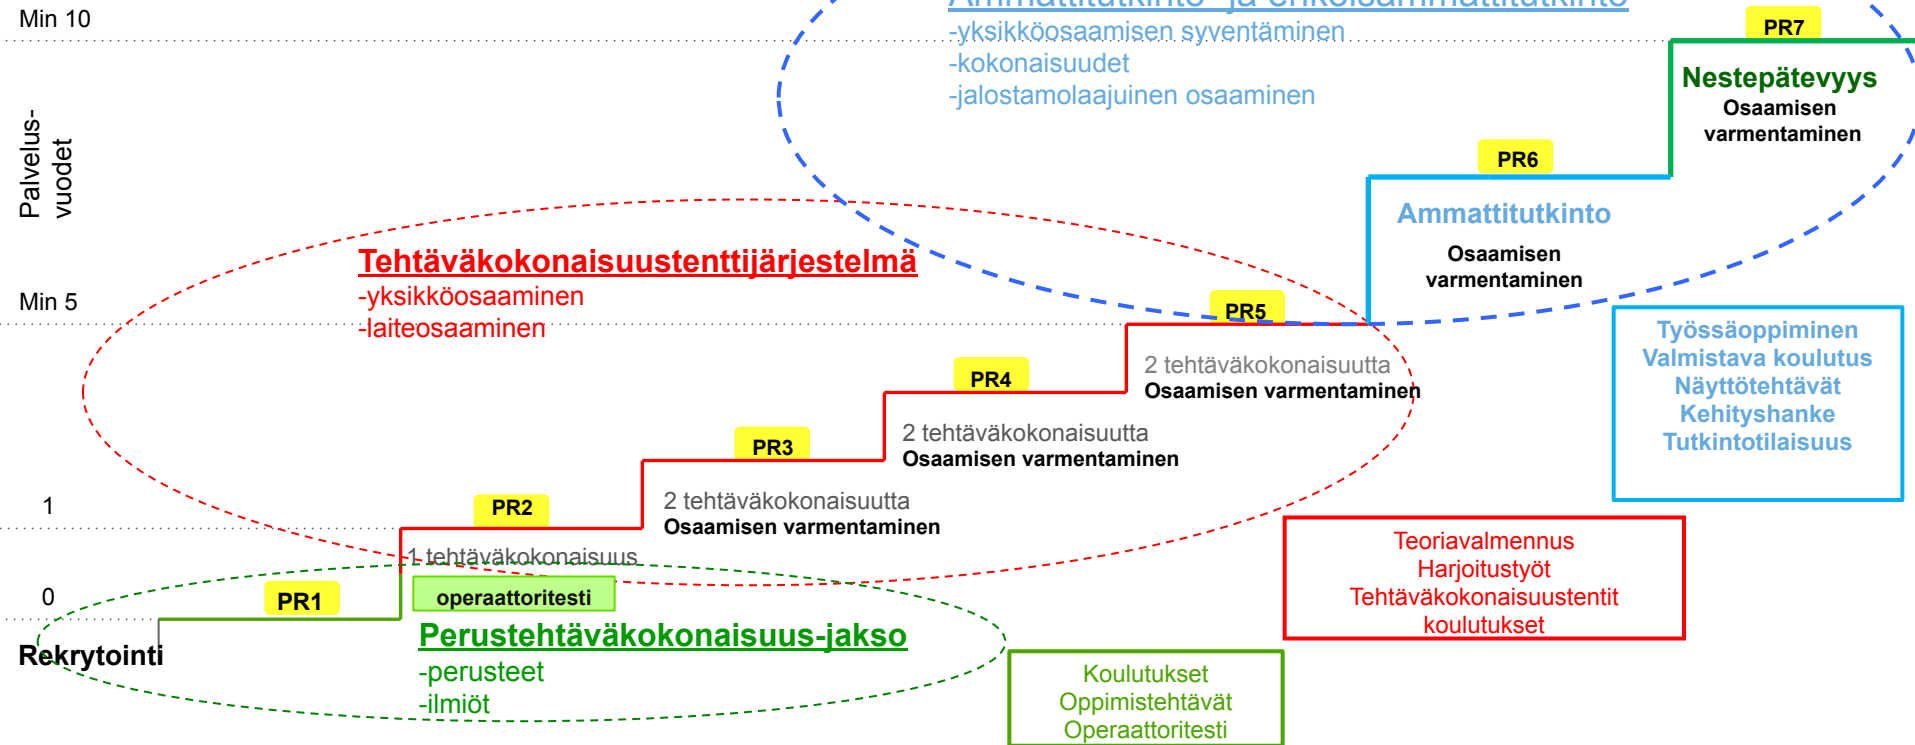 Ammattitutkinto- ja erikoisammattitutkinto
-yksikköosaamisen syventäminen
-kokonaisuudet
-jalostamolaajuinen osaaminen
Min 10
PR7
Nestepätevyys
Osaamisen
varmentaminen
Palvelus-
vuodet
PR6
Ammattitutkinto
Osaamisen
varmentaminen
Tehtäväkokonaisuustenttijärjestelmä
-yksikköosaaminen
-laiteosaaminen
Min 5
PR5
2 tehtäväkokonaisuutta
Osaamisen varmentaminen
Työssäoppiminen
Valmistava koulutus
Näyttötehtävät
Kehityshanke
Tutkintotilaisuus
PR4
2 tehtäväkokonaisuutta
Osaamisen varmentaminen
PR3
2 tehtäväkokonaisuutta
Osaamisen varmentaminen
1
PR2
1 tehtäväkokonaisuus
operaattoritesti
Teoriavalmennus
Harjoitustyöt
Tehtäväkokonaisuustentit
koulutukset
0
PR1
Rekrytointi
Perustehtäväkokonaisuus-jakso
-perusteet
-ilmiöt
Koulutukset
Oppimistehtävät
Operaattoritesti